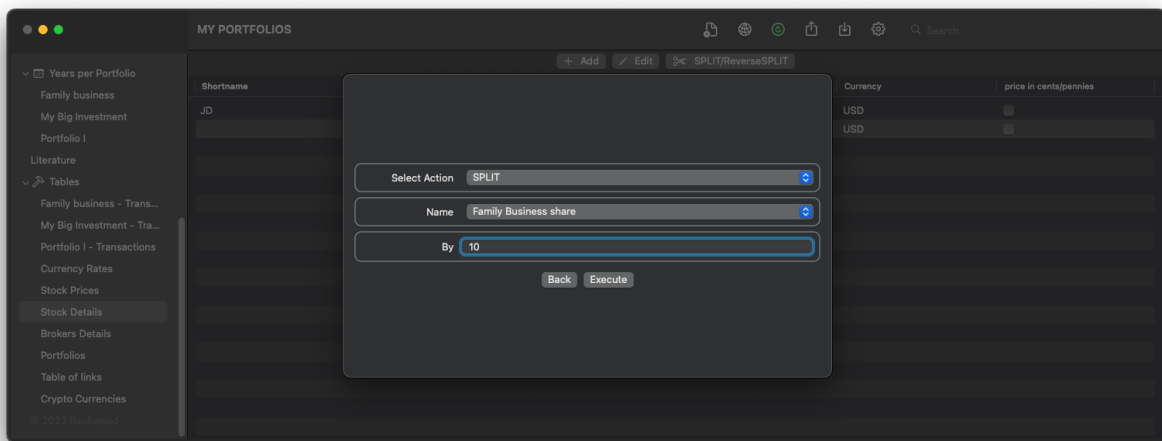 MY PORTFOLIOS
Search
Years per Portfolio
Family business
My Big Investment
Portfolio I
Literature
Tables
Family business - Trans...
My Big Investment - Tra...
Portfolio I - Transactions
Currency Rates
Stock Prices
Stock Details
Brokers Details
Portfolios
Table of links
Crypto Currencies
© 2023 Raullappid
+ Add Edit SPLIT/ReverseSPLIT
Shortname Currency price in cents/pennies
JD USD
USD
Select Action SPLIT
Name Family Business share
By 10
Back Execute